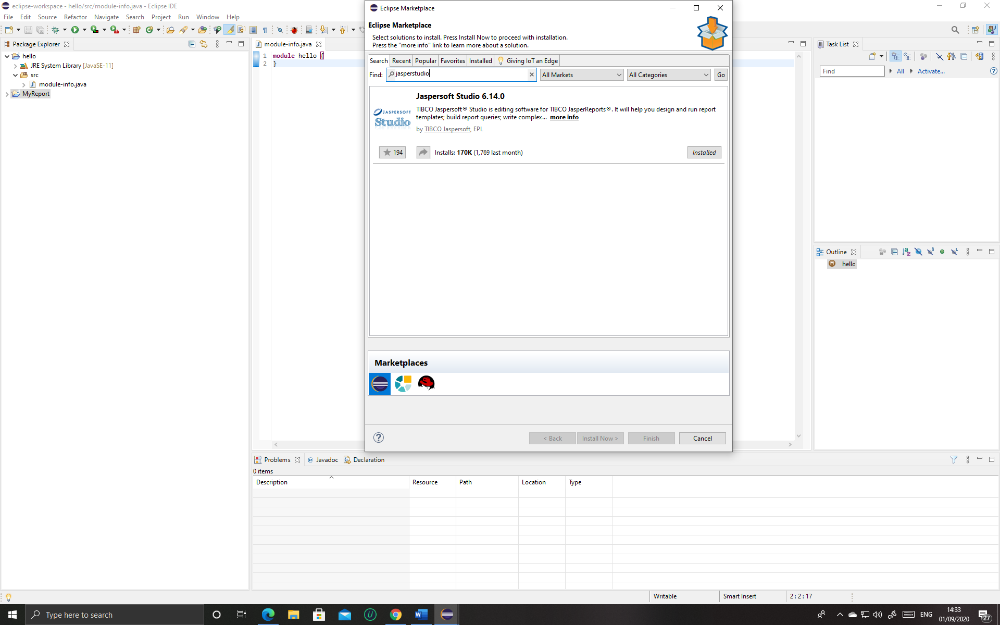 eclipse-workspace - hello/src/module-info.java - Eclipse IDE
File Edit Source Refactor Navigate Search Project Run Window Help
Package Explorer
hello
JRE System Library [JavaSE-11]
src
module-info.java
MyReport
module-info.java
1 module hello {
2 }
Eclipse Marketplace
Eclipse Marketplace
Select solutions to install. Press Install Now to proceed with installation.
Press the "more info" link to learn more about a solution.
Search Recent Popular Favorites Installed Giving IoT an Edge
Find: jasperstudio All Markets All Categories Go
Jaspersoft Studio 6.14.0
JASPERSOFT
Studio
TIBCO Jaspersoft® Studio is editing software for TIBCO JasperReports®. It will help you design and run report
templates; build report queries; write complex... more info
by TIBCO Jaspersoft, EPL
194 Installs: 170K (1,769 last month) Installed
Marketplaces
< Back Install Now > Finish Cancel
Task List
Find All Activate...
Outline
hello
Problems Javadoc Declaration
0 items
Description Resource Path Location Type
Writable Smart Insert 2 : 2 : 17
Type here to search
ENG
14:33
01/09/2020
27